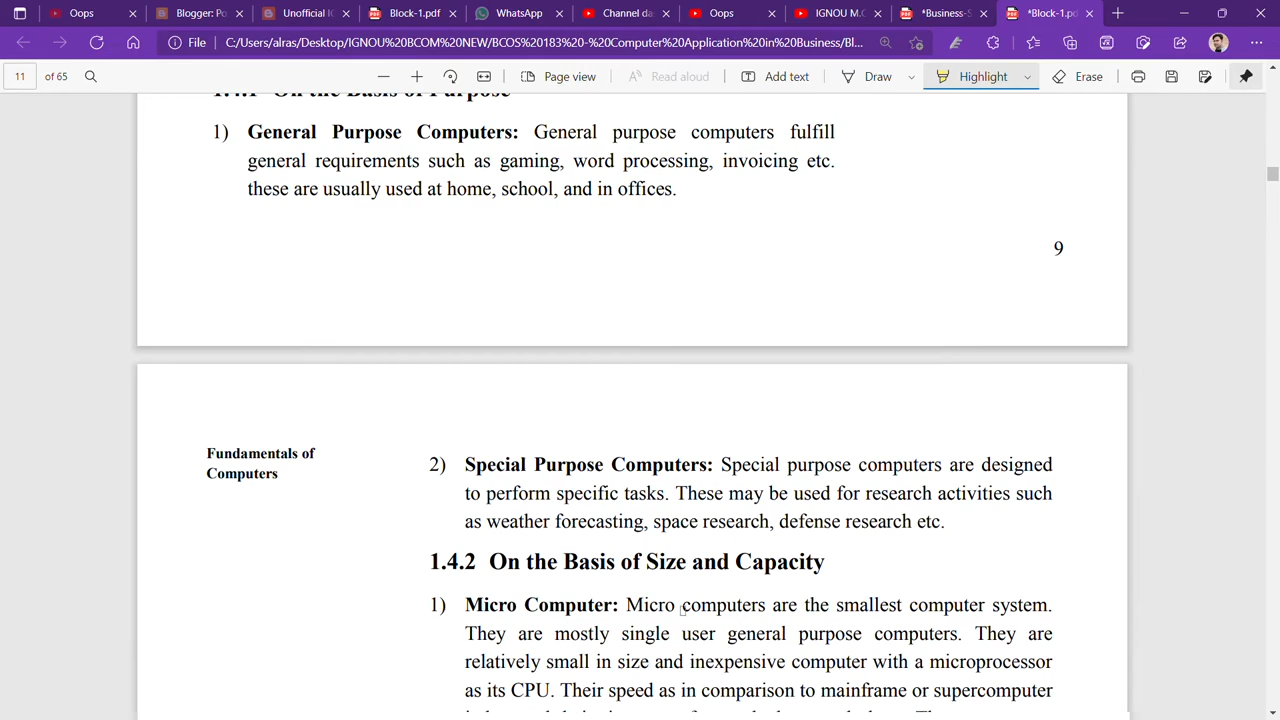 Oops
Blogger: Po
Unofficial IG
Block-1.pdf
WhatsApp
Channel da
Oops
IGNOU M.C
*Business-S
*Block-1.pd
File
C:/Users/alras/Desktop/IGNOU%20BCOM%20NEW/BCOS%20183%20-%20Computer%20Application%20in%20Business/Bl...
11 of 65
Page view
Read aloud
Add text
Draw
Highlight
Erase
1) General Purpose Computers: General purpose computers fulfill
general requirements such as gaming, word processing, invoicing etc.
these are usually used at home, school, and in offices.
9
Fundamentals of
Computers
2) Special Purpose Computers: Special purpose computers are designed
to perform specific tasks. These may be used for research activities such
as weather forecasting, space research, defense research etc.
1.4.2 On the Basis of Size and Capacity
1) Micro Computer: Micro computers are the smallest computer system.
They are mostly single user general purpose computers. They are
relatively small in size and inexpensive computer with a microprocessor
as its CPU. Their speed as in comparison to mainframe or supercomputer